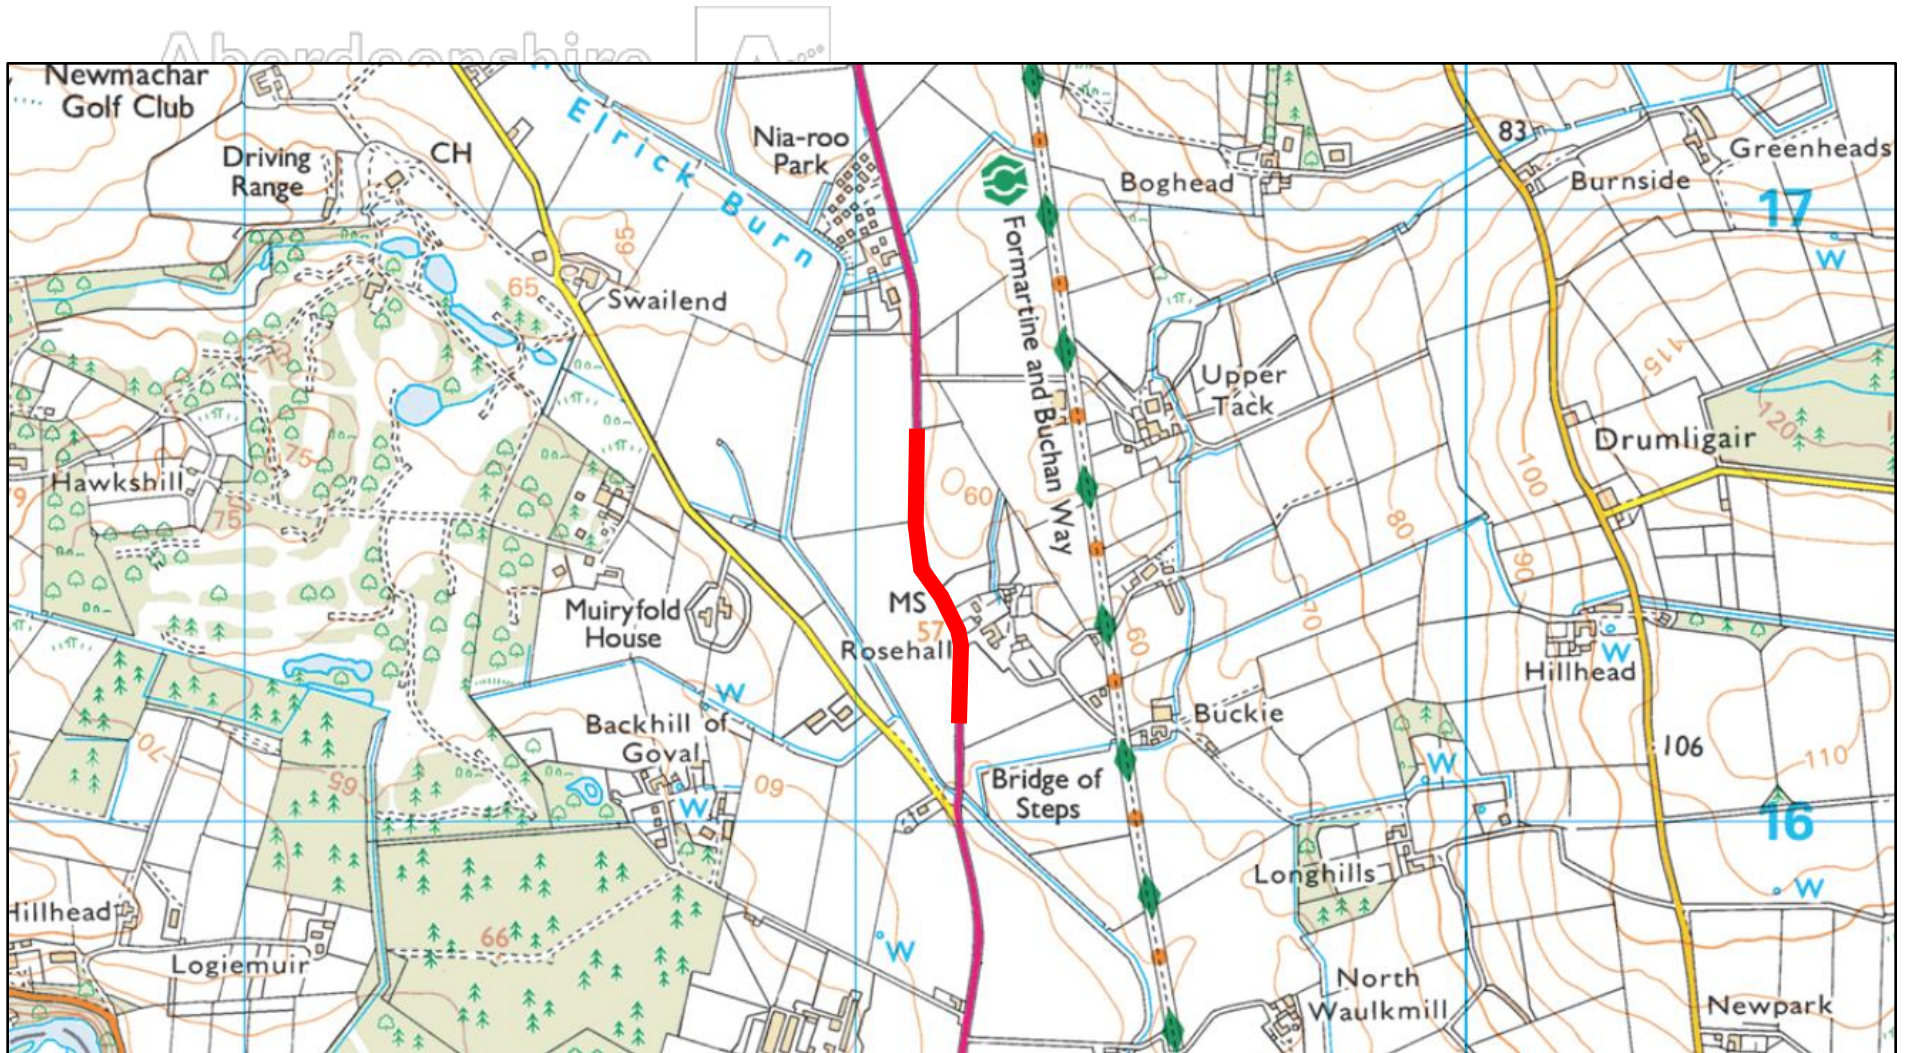 Aberdeenshire
Newmachar
Golf Club
Driving
Range
CH
Elrick Burn
Nia-roo
Park
Boghead
83
Burnside
Greenheads
17
W
65
65
Swailend
Formartine and Buchan Way
Upper
Tack
115
120
Drumligair
73
75
Hawkshill
79
75
60
100
80
90
MS
57
Rosehall
Muiryfold
House
60
70
Hillhead
W
W
Buckie
Backhill of
Goval
W
60
Bridge of
Steps
W
106
110
16
70
65
Longhills
W
Hillhead
66
Logiemuir
W
North
Waulkmill
Newpark